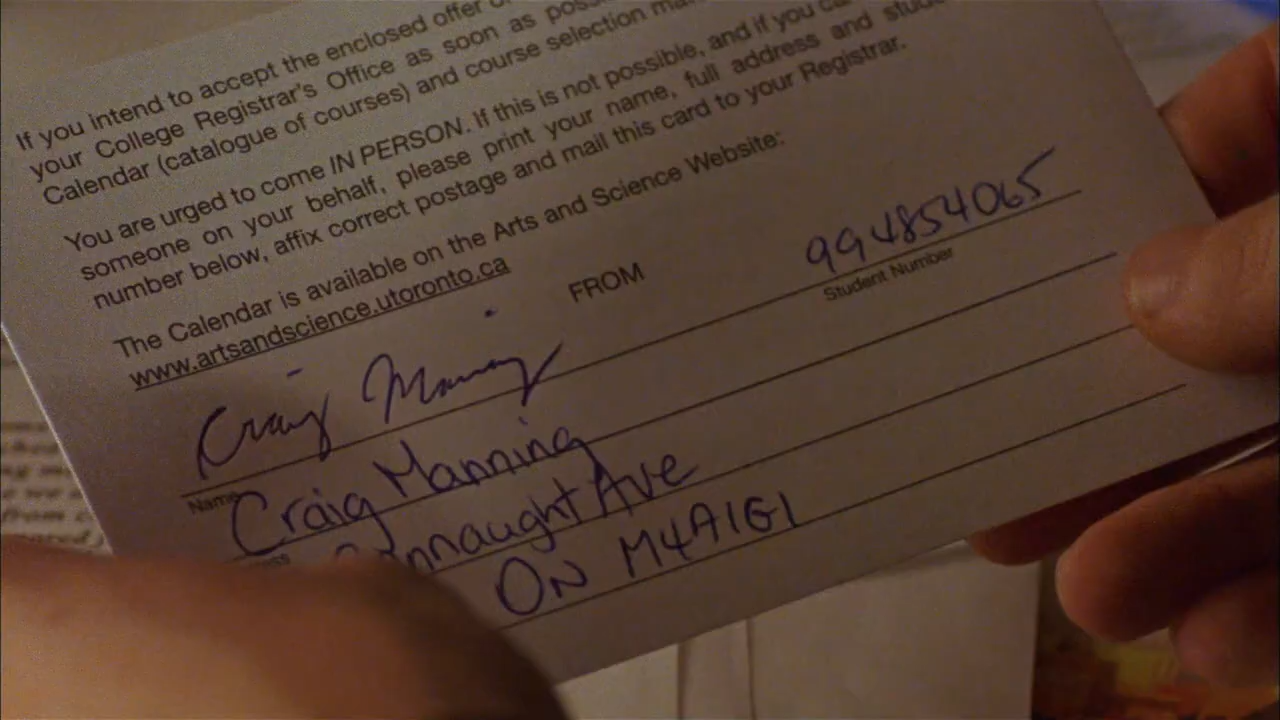 If you intend to accept the enclosed offer
your College Registrar's Office as soon as
Calendar (catalogue of courses) and course selection
You are urged to come IN PERSON. If this is not possible, and if you
someone on your behalf, please print your name, full address and
number below, affix correct postage and mail this card to your Registrar.
The Calendar is available on the Arts and Science Website:
www.artsandscience.utoronto.ca
FROM
994854065
Student Number
Craig Manning
Name
Craig Manning
Connaught Ave
ON M4A1G1